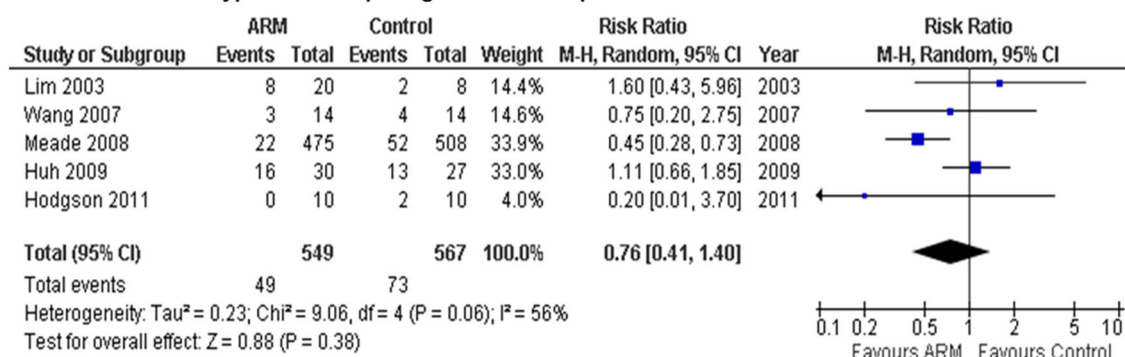 ARM Control Risk Ratio Risk Ratio
Study or Subgroup Events Total Events Total Weight M-H, Random, 95% CI Year M-H, Random, 95% CI
Lim 2003 8 20 2 8 14.4% 1.60 [0.43, 5.96] 2003
Wang 2007 3 14 4 14 14.6% 0.75 [0.20, 2.75] 2007
Meade 2008 22 475 52 508 33.9% 0.45 [0.28, 0.73] 2008
Huh 2009 16 30 13 27 33.0% 1.11 [0.66, 1.85] 2009
Hodgson 2011 0 10 2 10 4.0% 0.20 [0.01, 3.70] 2011
Total (95% CI) 549 567 100.0% 0.76 [0.41, 1.40]
Total events 49 73
Heterogeneity: Tau² = 0.23; Chi² = 9.06, df = 4 (P = 0.06); I² = 56%
Test for overall effect: Z = 0.88 (P = 0.38)
0.1 0.2 0.5 1 2 5 10
Favours ARM Favours Control